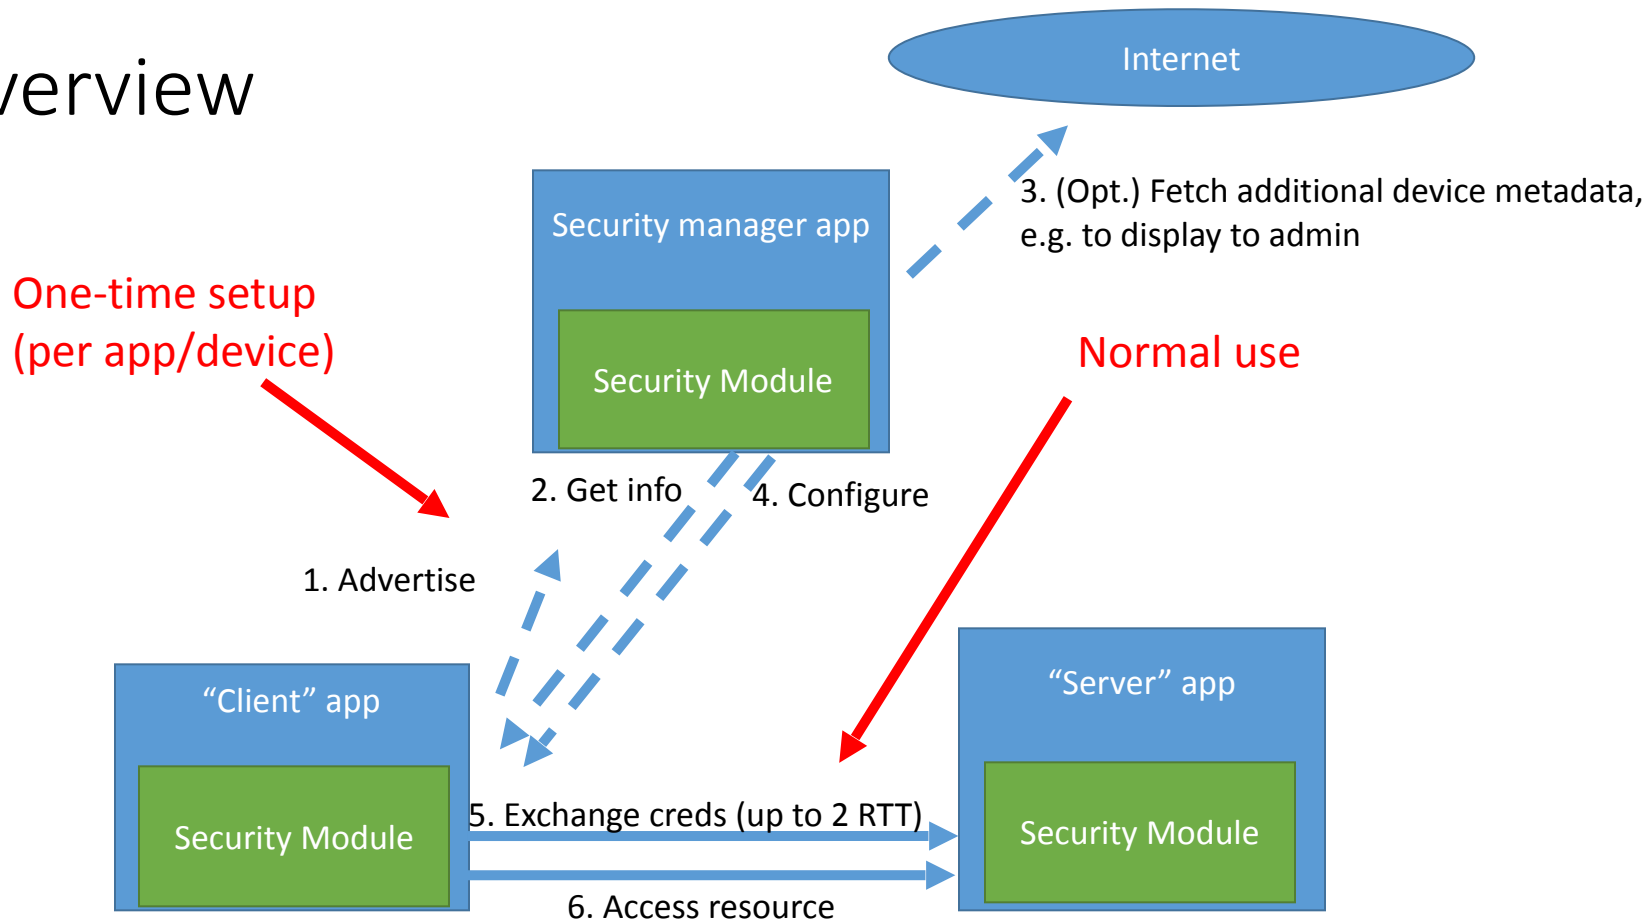 verview
Internet
3. (Opt.) Fetch additional device metadata,
e.g. to display to admin
Security manager app
Security Module
One-time setup
(per app/device)
Normal use
2. Get info
4. Configure
1. Advertise
“Client” app
Security Module
“Server” app
Security Module
5. Exchange creds (up to 2 RTT)
6. Access resource